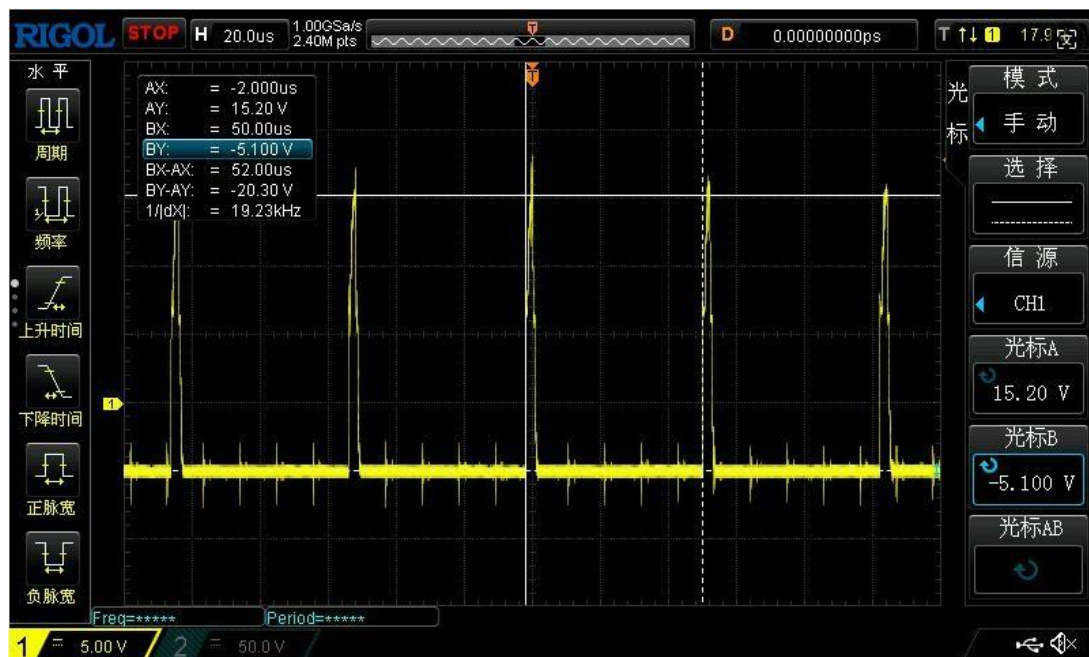 RIGOL STOP H 20.0us 1.00GSa/s 2.40M pts D 0.00000000ps T 1 17.9
水平
周期
频率
上升时间
下降时间
正脉宽
负脉宽
AX: = -2.000us
AY: = 15.20 V
BX: = 50.00us
BY: = -5.100 V
BX-AX: = 52.00us
BY-AY: = -20.30 V
1/|dX|: = 19.23kHz
T
T
1
光标
模式
手动
选择
信源
CH1
光标A
15.20 V
光标B
-5.100 V
光标AB
Freq=***** Period=*****
1 = 5.00 V 2 = 50.0 V